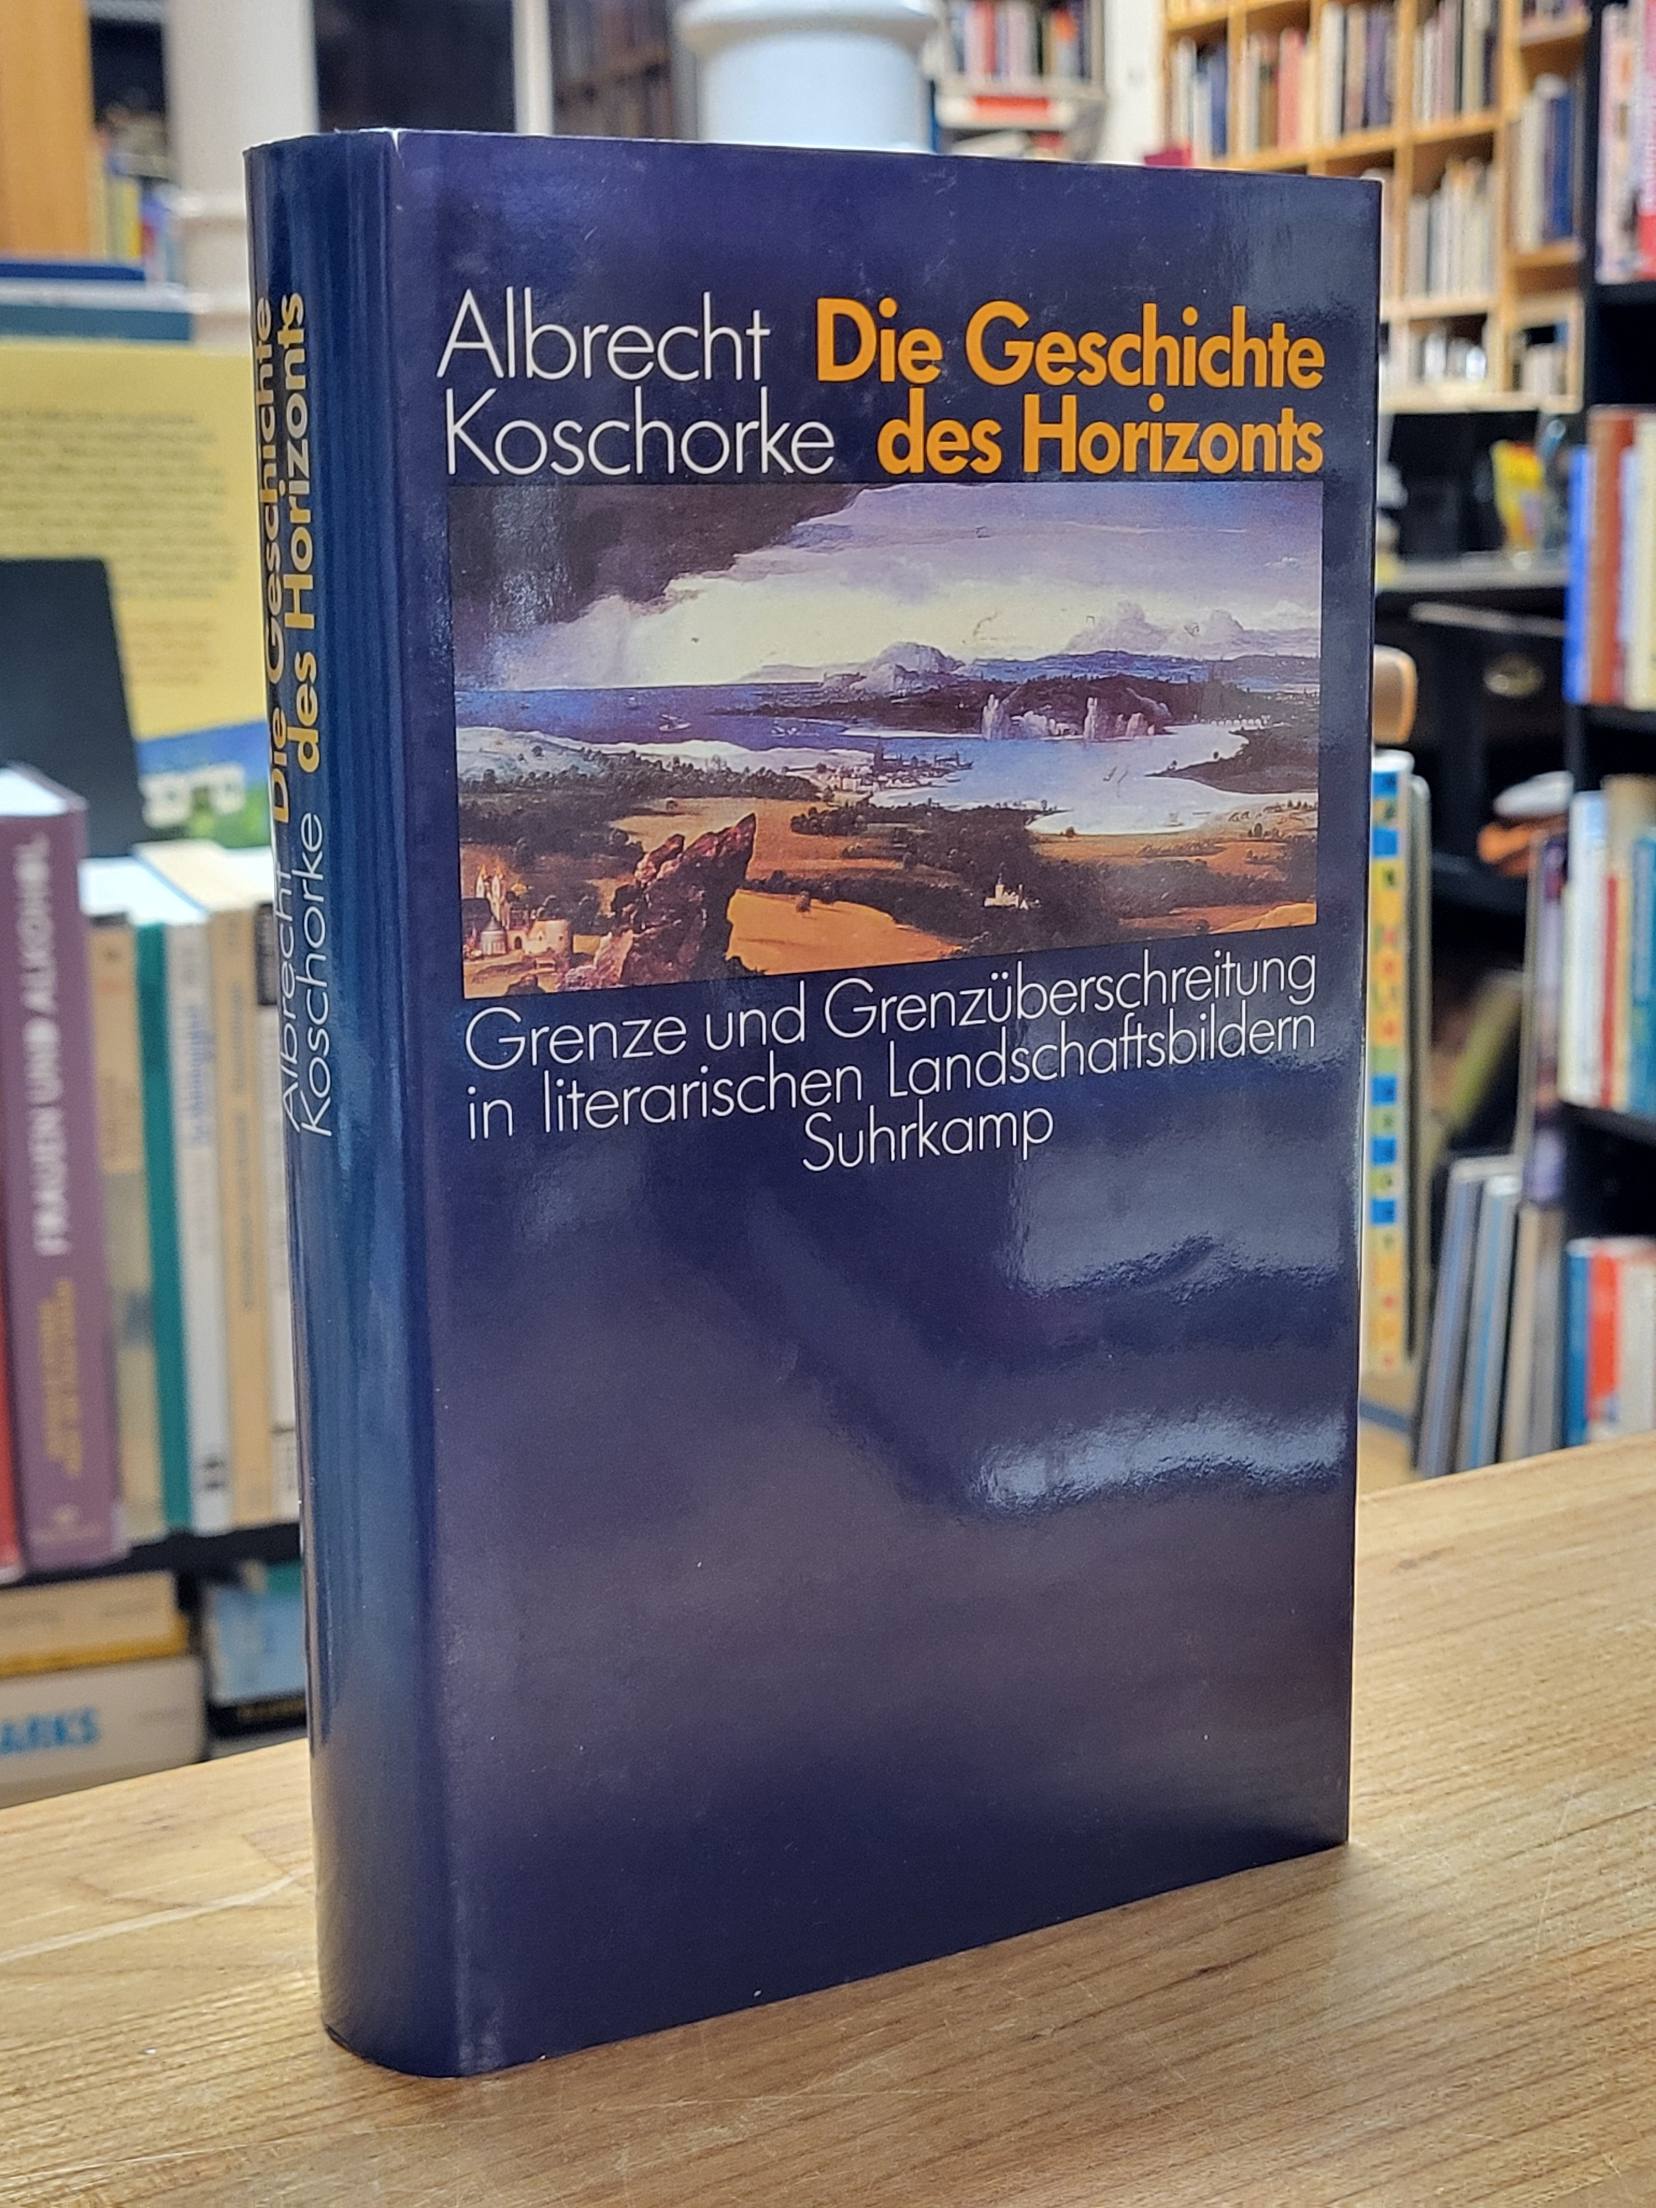 Albrecht
Koschorke
Die Geschichte
des Horizonts
Grenze und Grenzüberschreitung
in literarischen Landschaftsbildern
Suhrkamp
Albrecht
Koschorke
Die Geschichte
des Horizonts
FRAUEN UND ALKOHOL
ARKS